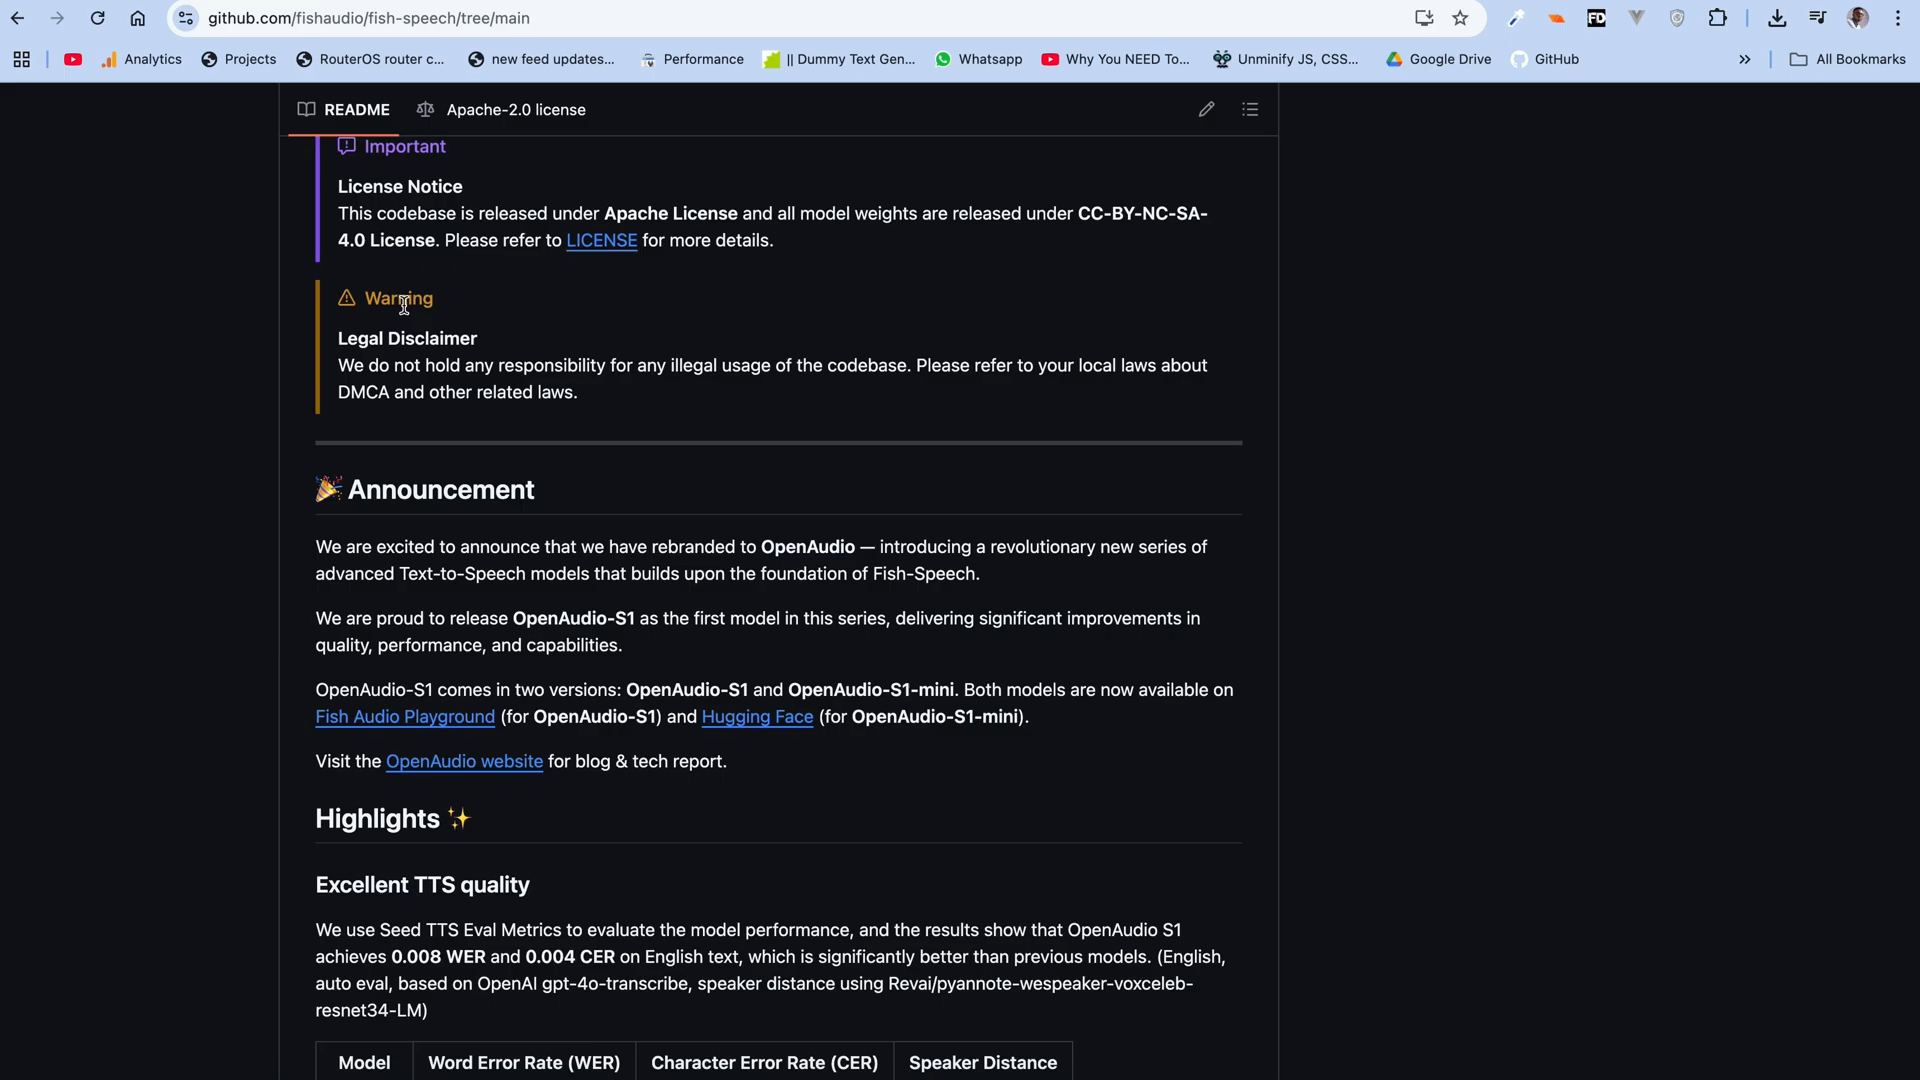 github.com/fishaudio/fish-speech/tree/main
FD
Analytics
Projects
RouterOS router c...
new feed updates...
Performance
|| Dummy Text Gen...
Whatsapp
Why You NEED To...
Unminify JS, CSS...
Google Drive
GitHub
All Bookmarks
README
Apache-2.0 license
Important
License Notice
This codebase is released under Apache License and all model weights are released under CC-BY-NC-SA-
4.0 License. Please refer to LICENSE for more details.
Warning
Legal Disclaimer
We do not hold any responsibility for any illegal usage of the codebase. Please refer to your local laws about
DMCA and other related laws.
🎉 Announcement
We are excited to announce that we have rebranded to OpenAudio — introducing a revolutionary new series of
advanced Text-to-Speech models that builds upon the foundation of Fish-Speech.
We are proud to release OpenAudio-S1 as the first model in this series, delivering significant improvements in
quality, performance, and capabilities.
OpenAudio-S1 comes in two versions: OpenAudio-S1 and OpenAudio-S1-mini. Both models are now available on
Fish Audio Playground (for OpenAudio-S1) and Hugging Face (for OpenAudio-S1-mini).
Visit the OpenAudio website for blog & tech report.
Highlights ✨
Excellent TTS quality
We use Seed TTS Eval Metrics to evaluate the model performance, and the results show that OpenAudio S1
achieves 0.008 WER and 0.004 CER on English text, which is significantly better than previous models. (English,
auto eval, based on OpenAI gpt-4o-transcribe, speaker distance using Revai/pyannote-wespeaker-voxceleb-
resnet34-LM)
Model
Word Error Rate (WER)
Character Error Rate (CER)
Speaker Distance